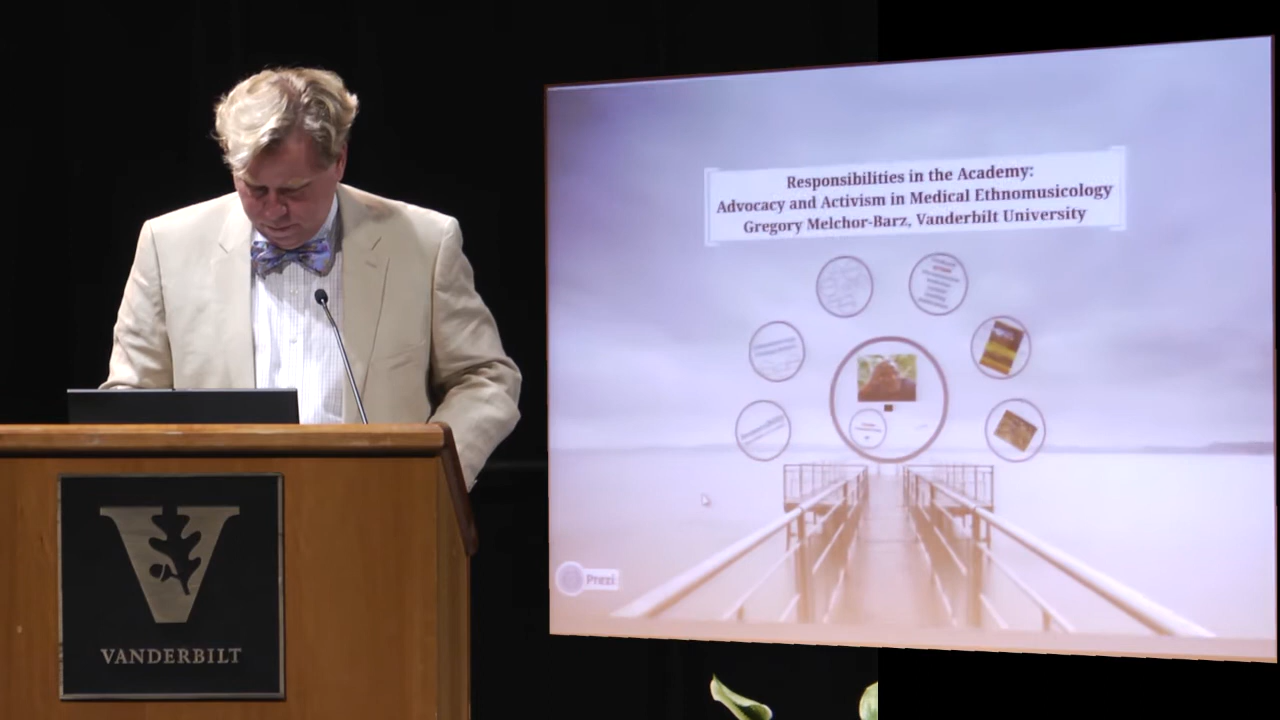 Responsibilities in the Academy:
Advocacy and Activism in Medical Ethnomusicology
Gregory Melchor-Barz, Vanderbilt University
Prezi
V
VANDERBILT